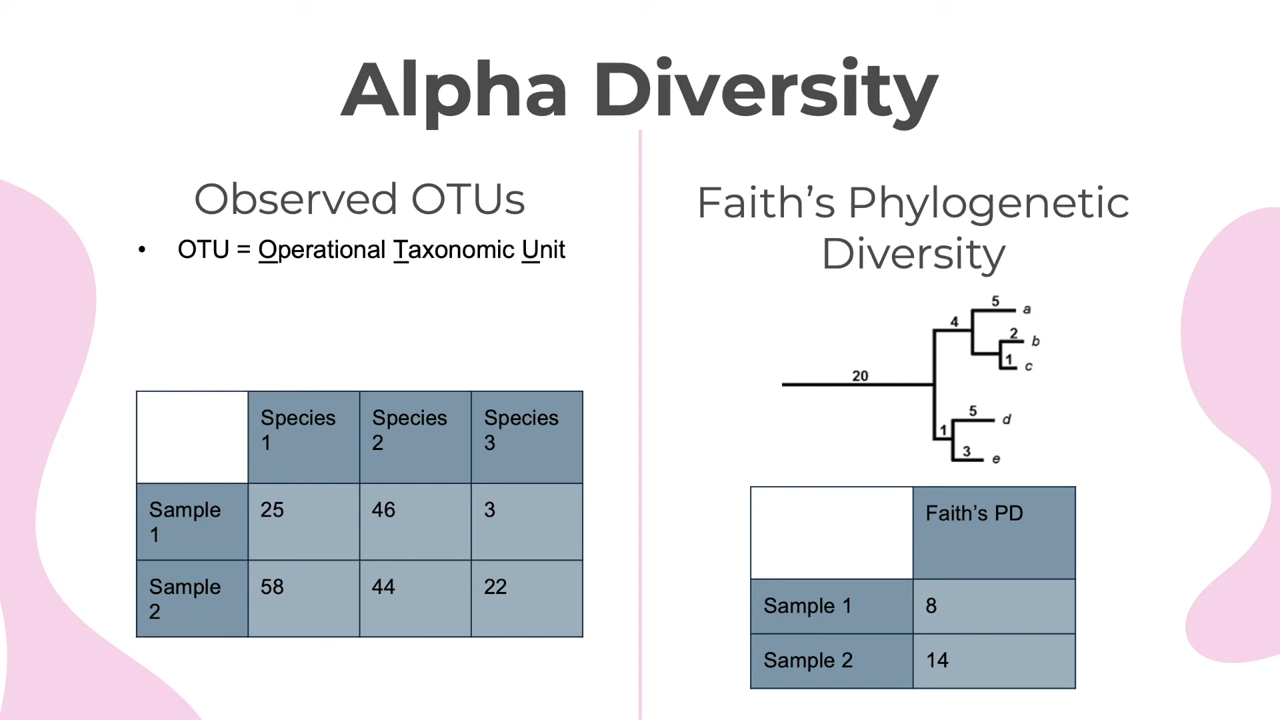 Alpha Diversity
Observed OTUs
• OTU = Operational Taxonomic Unit
Species 1 Species 2 Species 3
Sample 1 25 46 3
Sample 2 58 44 22
Faith’s Phylogenetic
Diversity
5 a
4
2 b
1 c
20
5 d
1
3 e
Faith’s PD
Sample 1 8
Sample 2 14